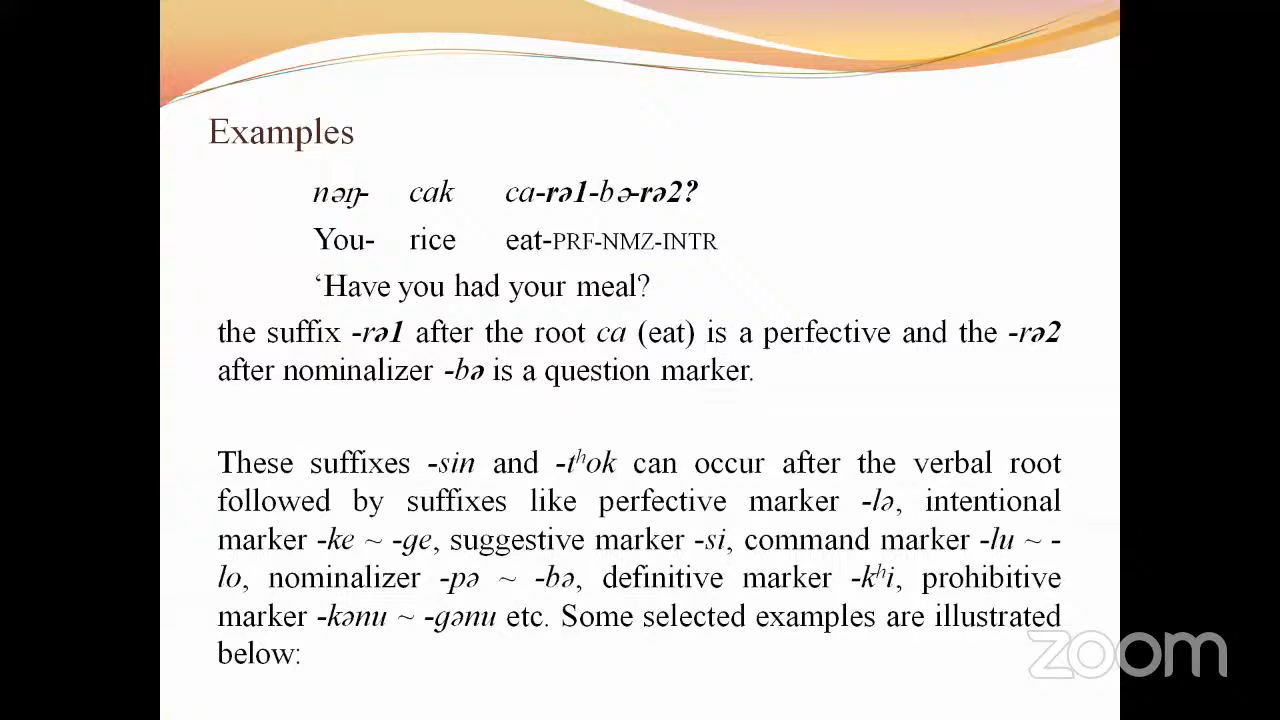 Examples
nəŋ- cak ca-rə1-bə-rə2?
You- rice eat-PRF-NMZ-INTR
‘Have you had your meal?
the suffix -rə1 after the root ca (eat) is a perfective and the -rə2
after nominalizer -bə is a question marker.
These suffixes -sin and -tʰok can occur after the verbal root
followed by suffixes like perfective marker -lə, intentional
marker -ke ~ -ge, suggestive marker -si, command marker -lu ~ -
lo, nominalizer -pə ~ -bə, definitive marker -kʰi, prohibitive
marker -kənu ~ -gənu etc. Some selected examples are illustrated
below:
zoom